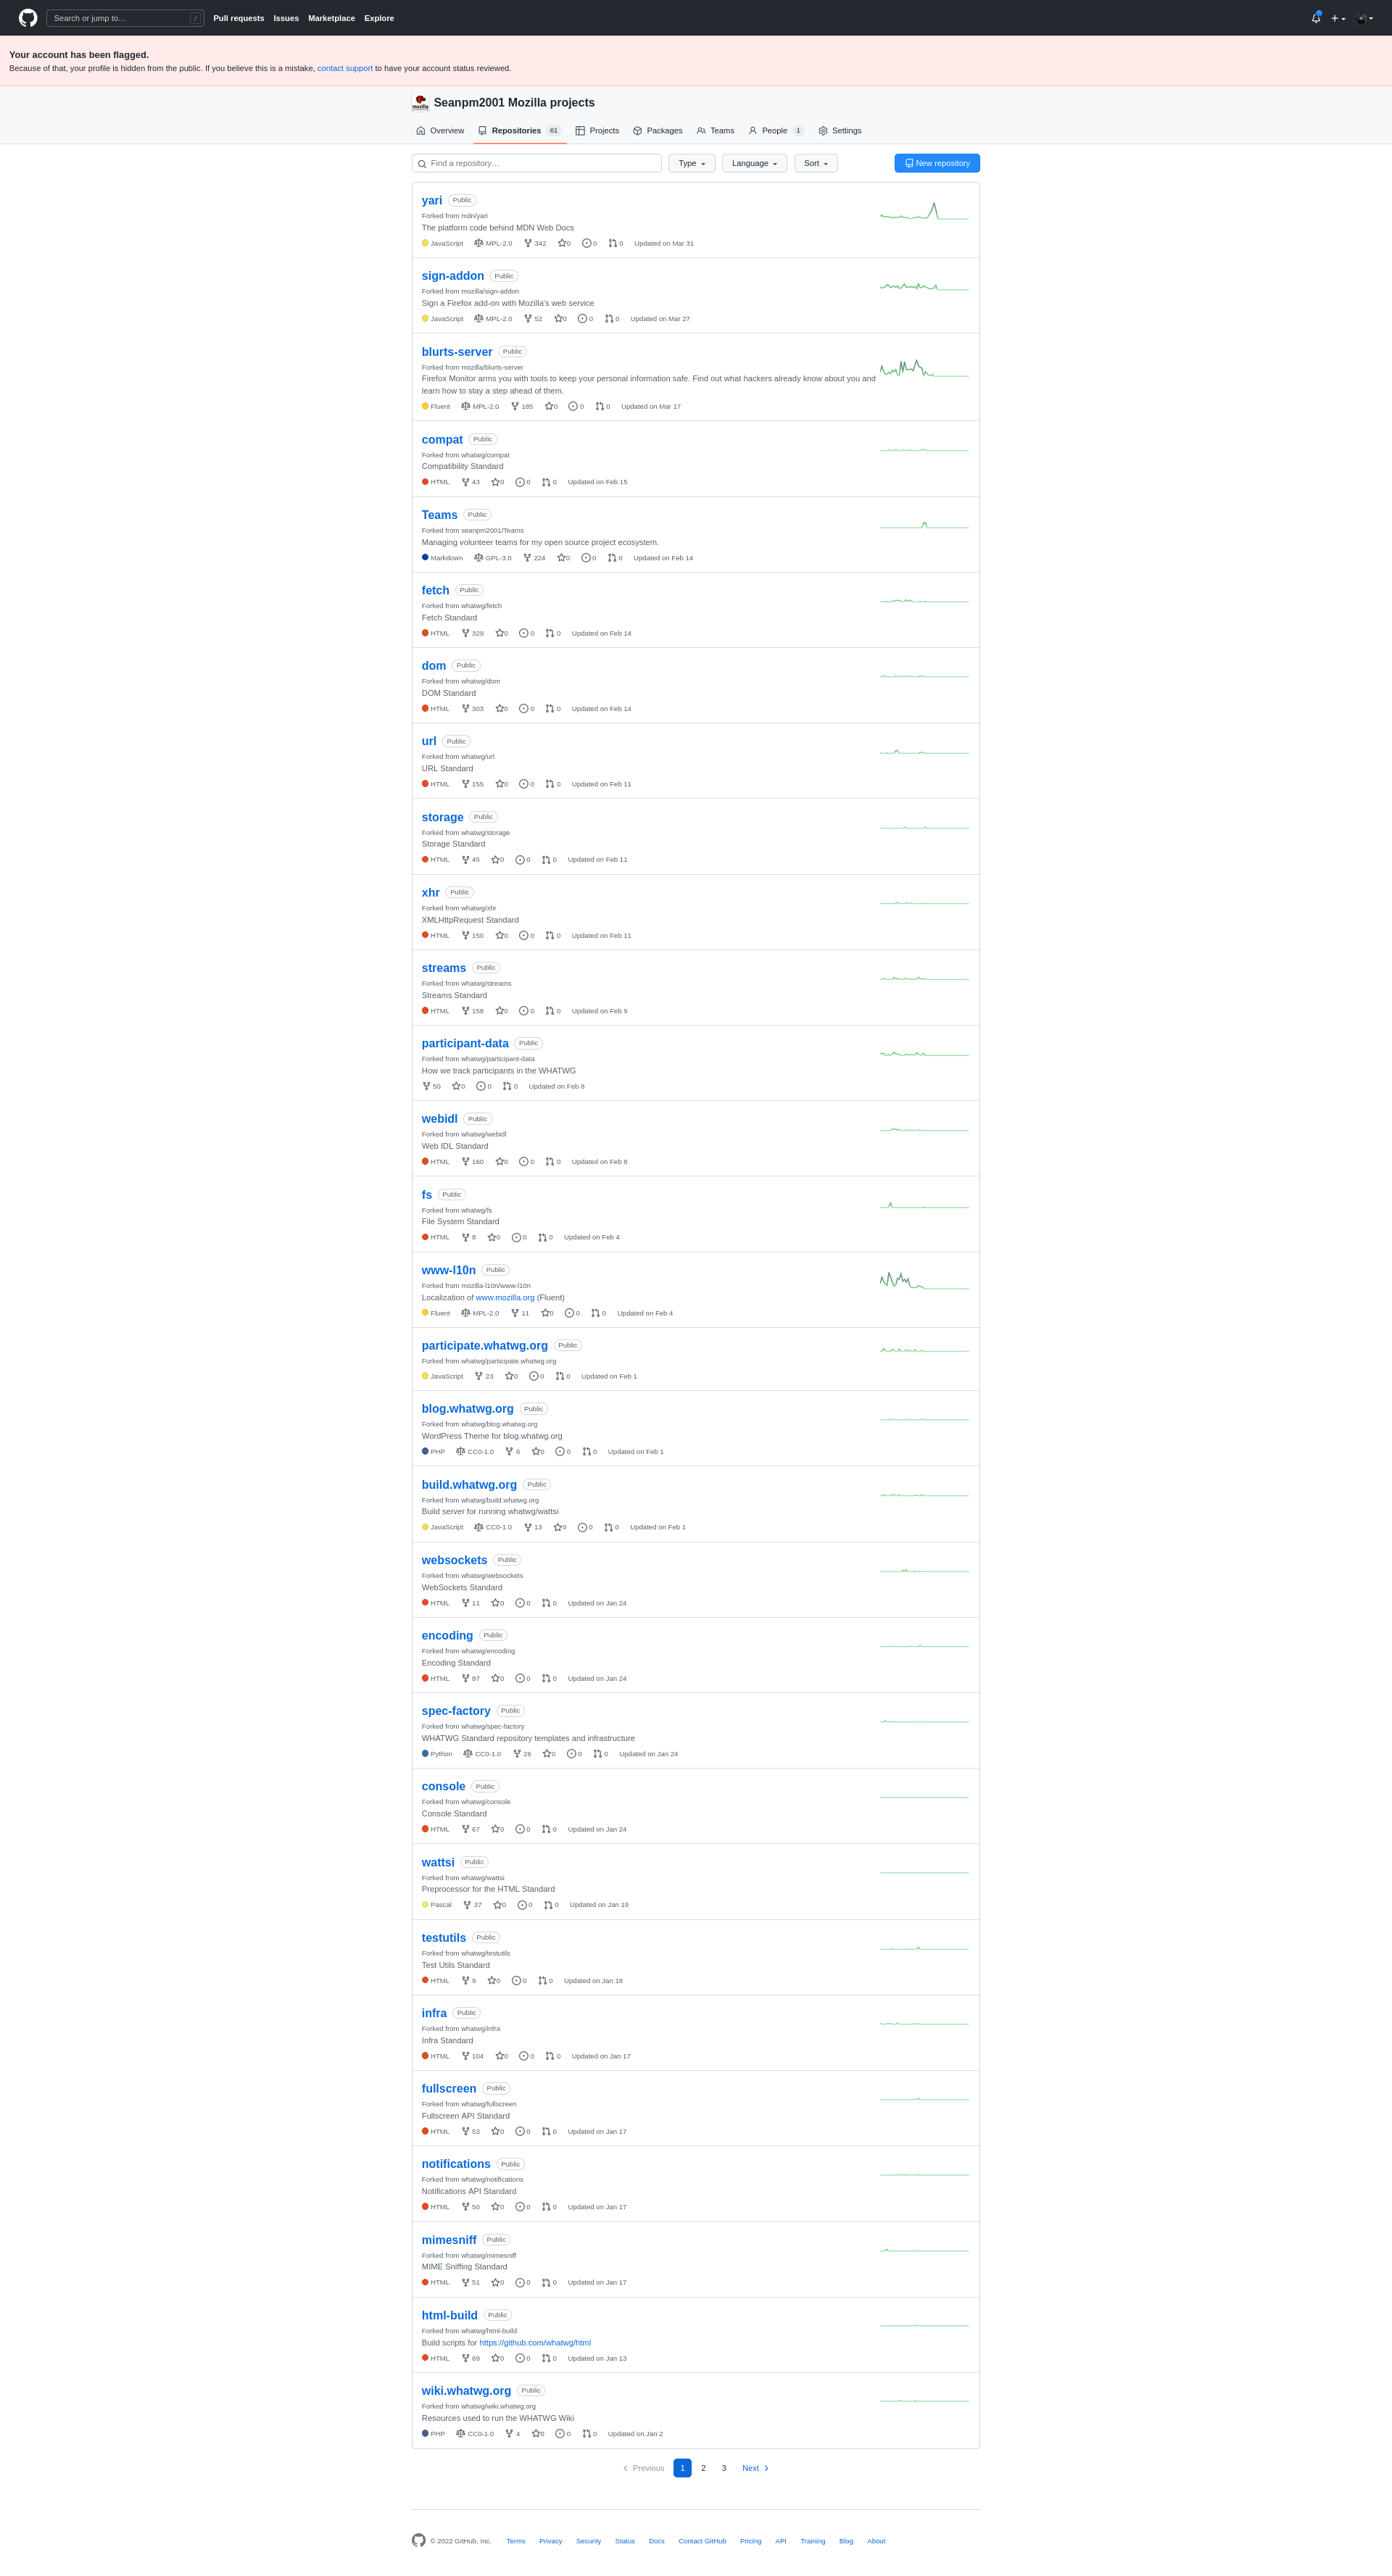 Search or jump to… /
Pull requests Issues Marketplace Explore
Your account has been flagged.
Because of that, your profile is hidden from the public. If you believe this is a mistake, contact support to have your account status reviewed.
mozilla
Seanpm2001 Mozilla projects
Overview Repositories 61 Projects Packages Teams People 1 Settings
Find a repository… Type Language Sort New repository
yari Public
Forked from mdn/yari
The platform code behind MDN Web Docs
JavaScript MPL-2.0 342 0 0 0 Updated on Mar 31
sign-addon Public
Forked from mozilla/sign-addon
Sign a Firefox add-on with Mozilla's web service
JavaScript MPL-2.0 52 0 0 0 Updated on Mar 27
blurts-server Public
Forked from mozilla/blurts-server
Firefox Monitor arms you with tools to keep your personal information safe. Find out what hackers already know about you and
learn how to stay a step ahead of them.
Fluent MPL-2.0 185 0 0 0 Updated on Mar 17
compat Public
Forked from whatwg/compat
Compatibility Standard
HTML 43 0 0 0 Updated on Feb 15
Teams Public
Forked from seanpm2001/Teams
Managing volunteer teams for my open source project ecosystem.
Markdown GPL-3.0 224 0 0 0 Updated on Feb 14
fetch Public
Forked from whatwg/fetch
Fetch Standard
HTML 329 0 0 0 Updated on Feb 14
dom Public
Forked from whatwg/dom
DOM Standard
HTML 303 0 0 0 Updated on Feb 14
url Public
Forked from whatwg/url
URL Standard
HTML 155 0 0 0 Updated on Feb 11
storage Public
Forked from whatwg/storage
Storage Standard
HTML 45 0 0 0 Updated on Feb 11
xhr Public
Forked from whatwg/xhr
XMLHttpRequest Standard
HTML 150 0 0 0 Updated on Feb 11
streams Public
Forked from whatwg/streams
Streams Standard
HTML 158 0 0 0 Updated on Feb 9
participant-data Public
Forked from whatwg/participant-data
How we track participants in the WHATWG
50 0 0 0 Updated on Feb 8
webidl Public
Forked from whatwg/webidl
Web IDL Standard
HTML 160 0 0 0 Updated on Feb 8
fs Public
Forked from whatwg/fs
File System Standard
HTML 8 0 0 0 Updated on Feb 4
www-l10n Public
Forked from mozilla-l10n/www-l10n
Localization of www.mozilla.org (Fluent)
Fluent MPL-2.0 11 0 0 0 Updated on Feb 4
participate.whatwg.org Public
Forked from whatwg/participate.whatwg.org
JavaScript 23 0 0 0 Updated on Feb 1
blog.whatwg.org Public
Forked from whatwg/blog.whatwg.org
WordPress Theme for blog.whatwg.org
PHP CC0-1.0 6 0 0 0 Updated on Feb 1
build.whatwg.org Public
Forked from whatwg/build.whatwg.org
Build server for running whatwg/wattsi
JavaScript CC0-1.0 13 0 0 0 Updated on Feb 1
websockets Public
Forked from whatwg/websockets
WebSockets Standard
HTML 11 0 0 0 Updated on Jan 24
encoding Public
Forked from whatwg/encoding
Encoding Standard
HTML 87 0 0 0 Updated on Jan 24
spec-factory Public
Forked from whatwg/spec-factory
WHATWG Standard repository templates and infrastructure
Python CC0-1.0 26 0 0 0 Updated on Jan 24
console Public
Forked from whatwg/console
Console Standard
HTML 67 0 0 0 Updated on Jan 24
wattsi Public
Forked from whatwg/wattsi
Preprocessor for the HTML Standard
Pascal 37 0 0 0 Updated on Jan 19
testutils Public
Forked from whatwg/testutils
Test Utils Standard
HTML 9 0 0 0 Updated on Jan 18
infra Public
Forked from whatwg/infra
Infra Standard
HTML 104 0 0 0 Updated on Jan 17
fullscreen Public
Forked from whatwg/fullscreen
Fullscreen API Standard
HTML 53 0 0 0 Updated on Jan 17
notifications Public
Forked from whatwg/notifications
Notifications API Standard
HTML 50 0 0 0 Updated on Jan 17
mimesniff Public
Forked from whatwg/mimesniff
MIME Sniffing Standard
HTML 51 0 0 0 Updated on Jan 17
html-build Public
Forked from whatwg/html-build
Build scripts for https://github.com/whatwg/html
HTML 69 0 0 0 Updated on Jan 13
wiki.whatwg.org Public
Forked from whatwg/wiki.whatwg.org
Resources used to run the WHATWG Wiki
PHP CC0-1.0 4 0 0 0 Updated on Jan 2
Previous 1 2 3 Next
© 2022 GitHub, Inc. Terms Privacy Security Status Docs Contact GitHub Pricing API Training Blog About